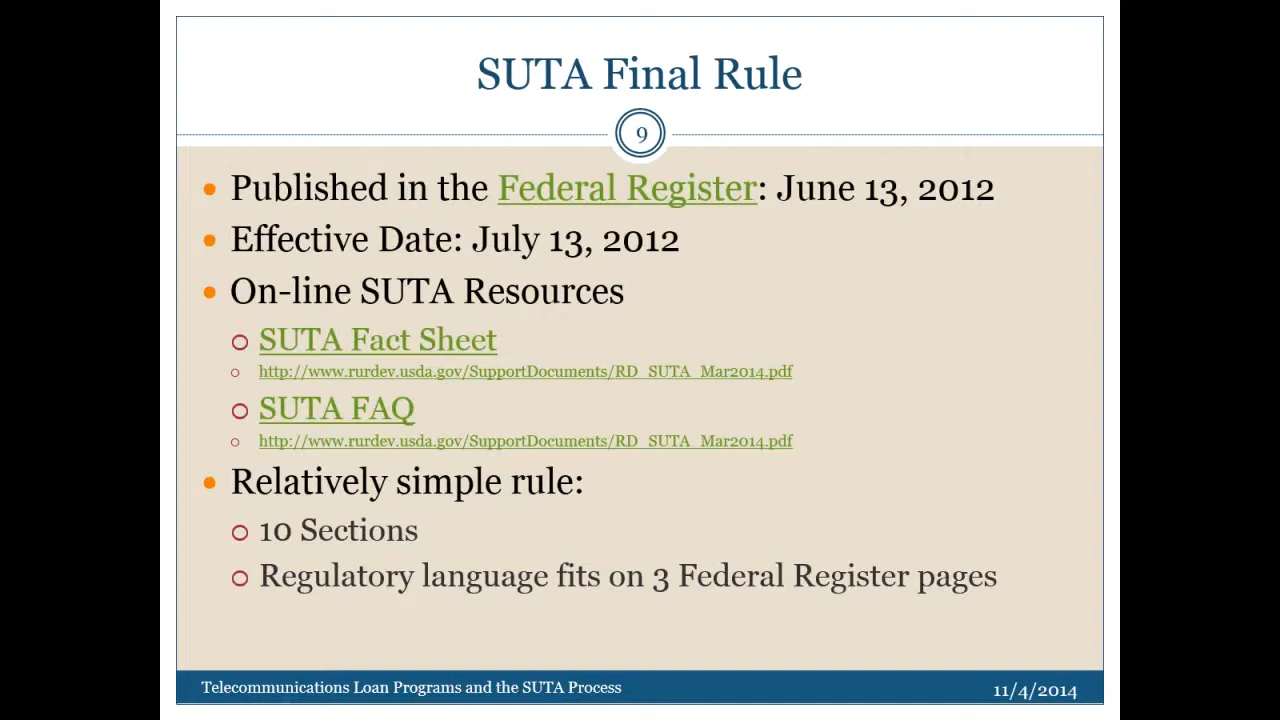 SUTA Final Rule
9
Published in the Federal Register: June 13, 2012
Effective Date: July 13, 2012
On-line SUTA Resources
SUTA Fact Sheet
http://www.rurdev.usda.gov/SupportDocuments/RD_SUTA_Mar2014.pdf
SUTA FAQ
http://www.rurdev.usda.gov/SupportDocuments/RD_SUTA_Mar2014.pdf
Relatively simple rule:
10 Sections
Regulatory language fits on 3 Federal Register pages
Telecommunications Loan Programs and the SUTA Process
11/4/2014